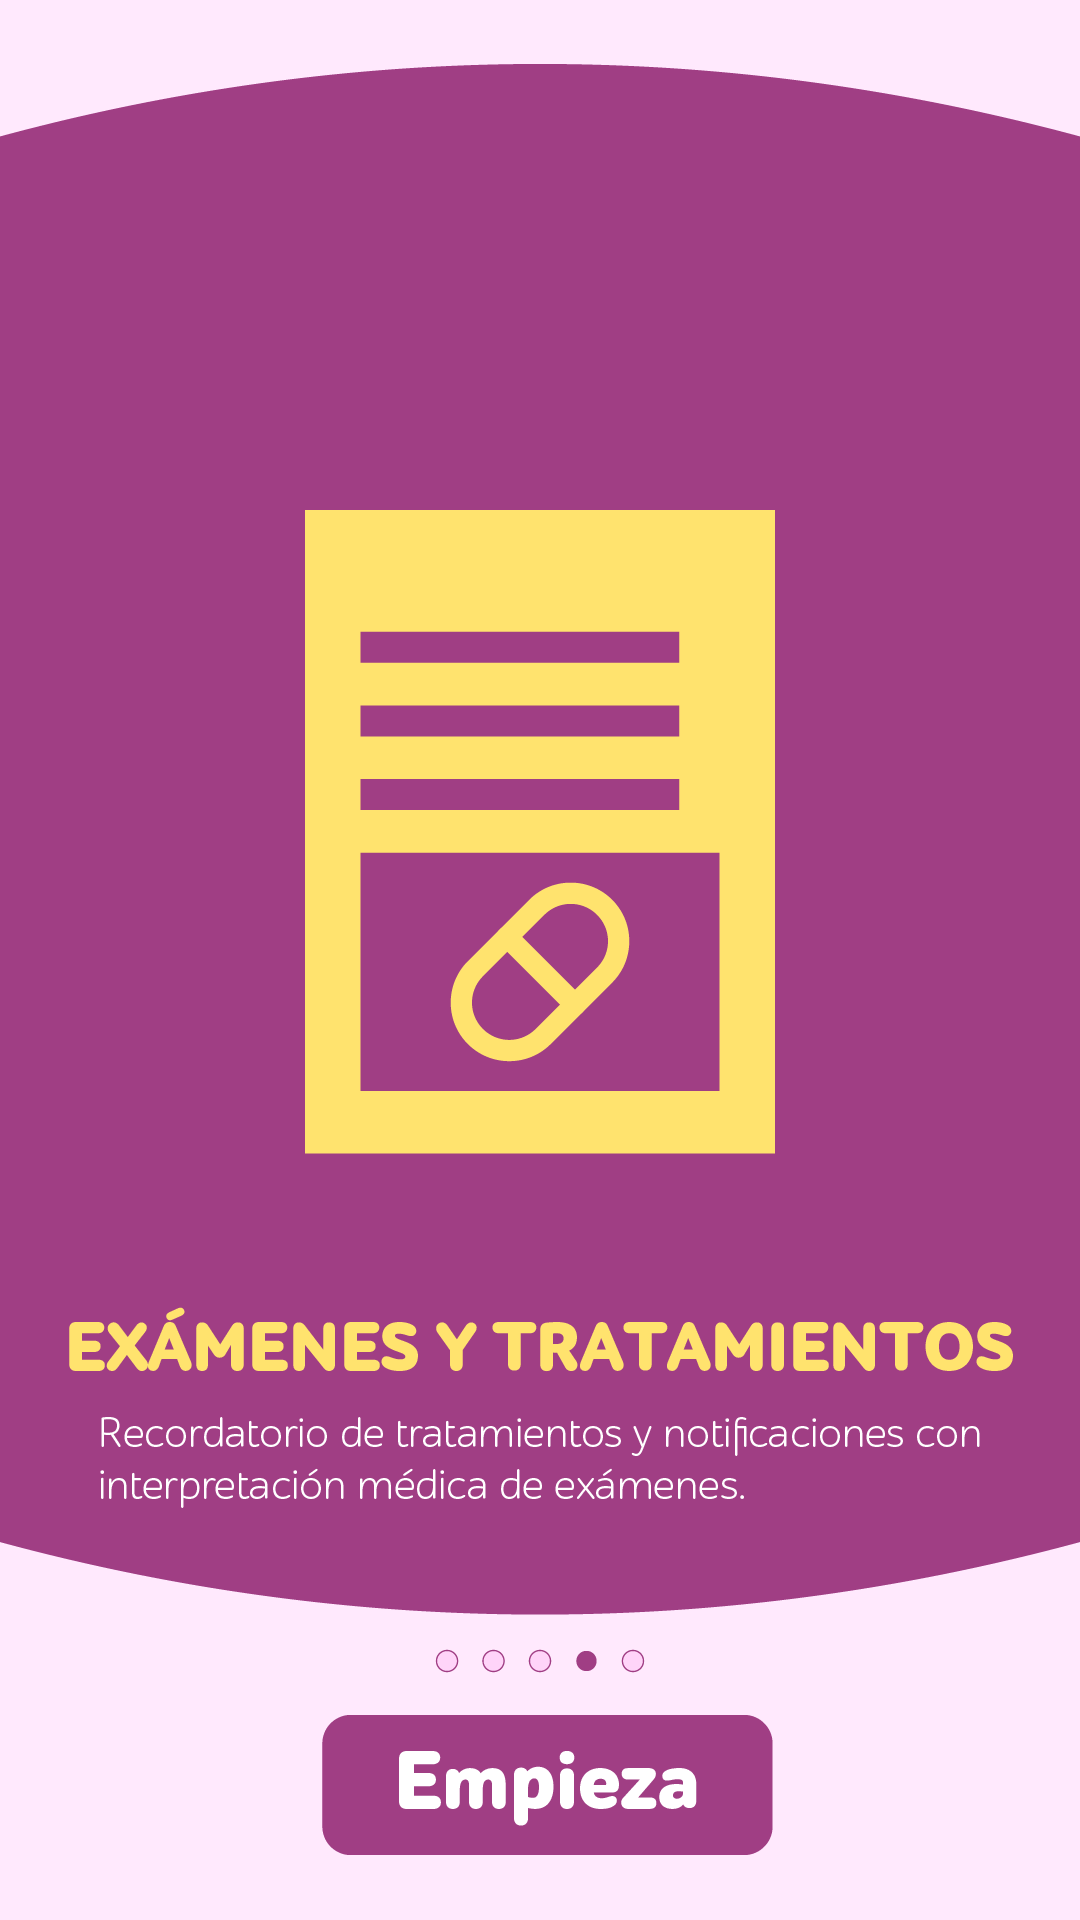 EXÁMENES Y TRATAMIENTOS
Recordatorio de tratamientos y notificaciones con
interpretación médica de exámenes.
Empieza